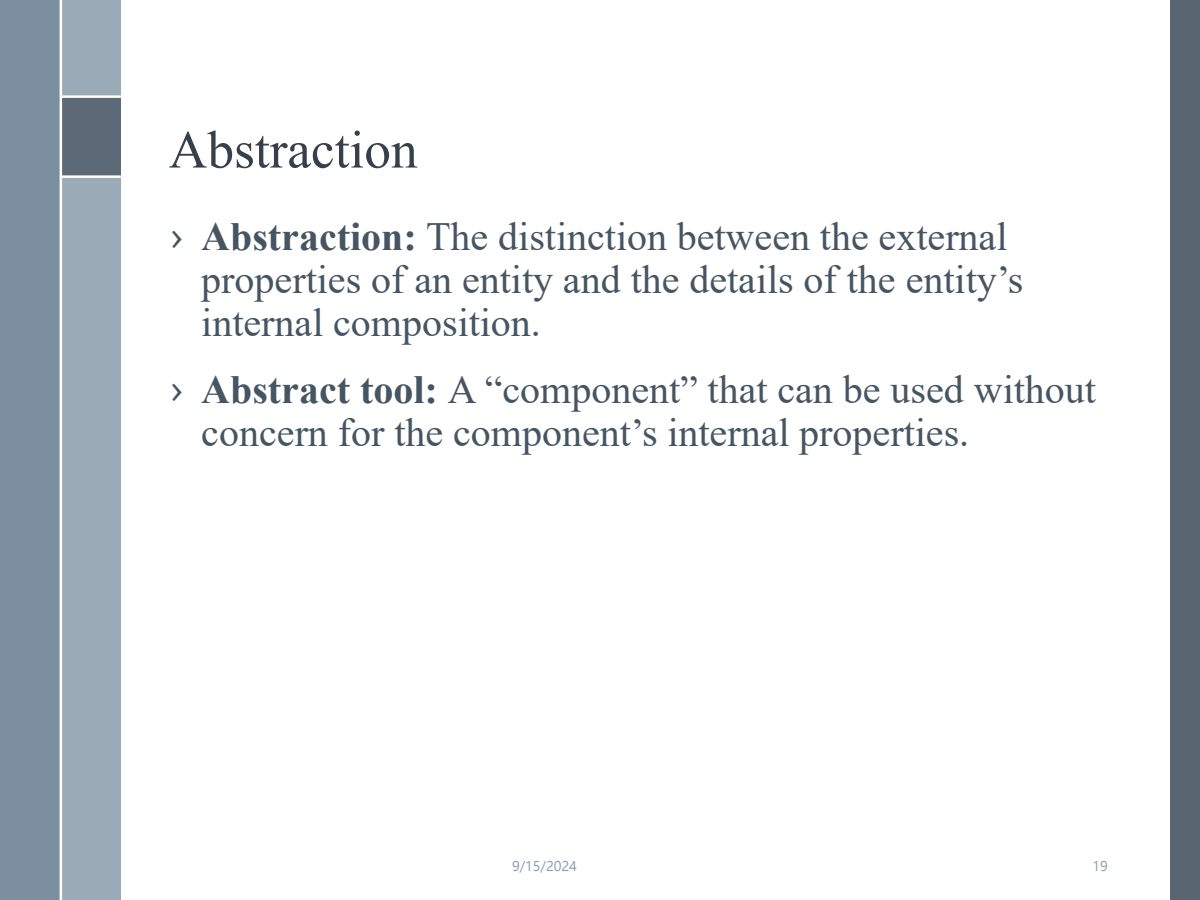 Abstraction
› Abstraction: The distinction between the external
properties of an entity and the details of the entity’s
internal composition.
› Abstract tool: A “component” that can be used without
concern for the component’s internal properties.
9/15/2024
19